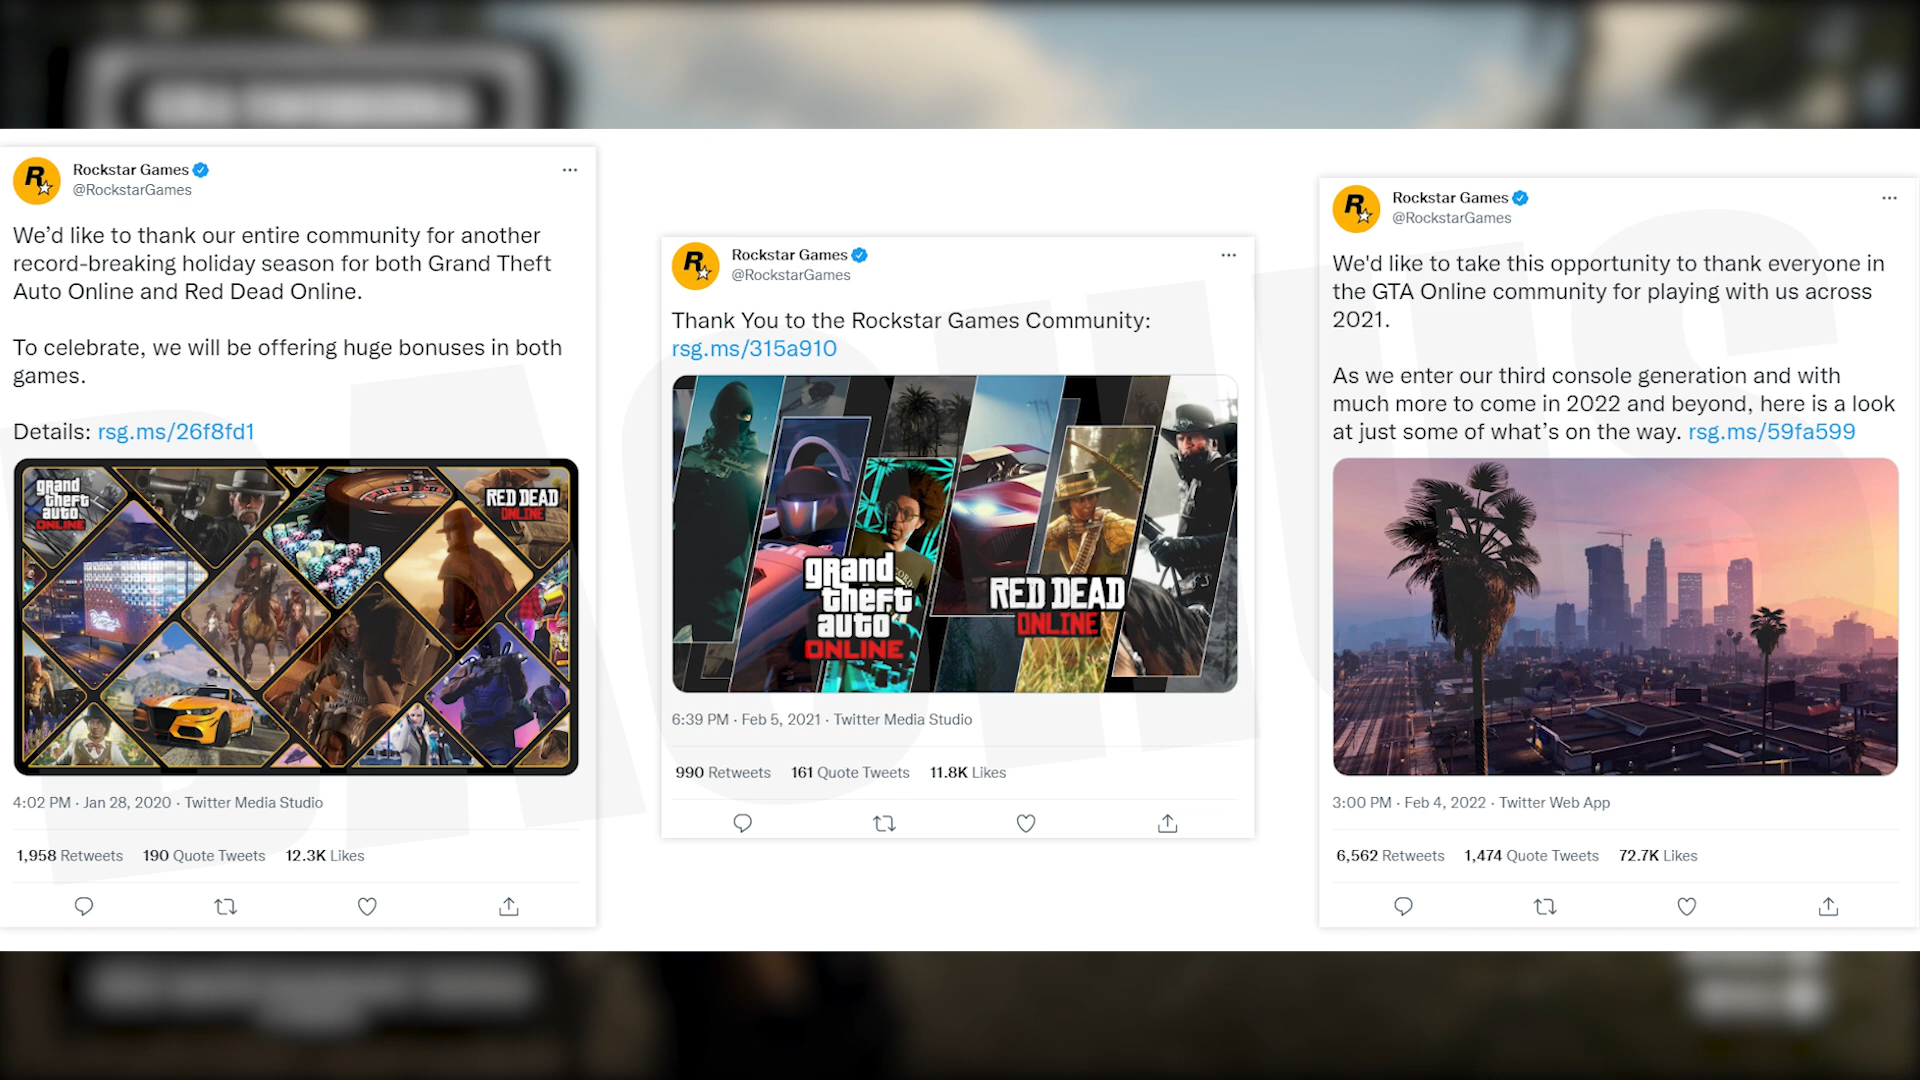 Rockstar Games
@RockstarGames
We’d like to thank our entire community for another
record-breaking holiday season for both Grand Theft
Auto Online and Red Dead Online.
To celebrate, we will be offering huge bonuses in both
games.
Details: rsg.ms/26f8fd1
grand
theft
auto
ONLINE
RED DEAD
ONLINE
4:02 PM · Jan 28, 2020 · Twitter Media Studio
1,958 Retweets 190 Quote Tweets 12.3K Likes
Rockstar Games
@RockstarGames
Thank You to the Rockstar Games Community:
rsg.ms/315a910
grand
theft
auto
ONLINE
RED DEAD
ONLINE
6:39 PM · Feb 5, 2021 · Twitter Media Studio
990 Retweets 161 Quote Tweets 11.8K Likes
Rockstar Games
@RockstarGames
We'd like to take this opportunity to thank everyone in
the GTA Online community for playing with us across
2021.
As we enter our third console generation and with
much more to come in 2022 and beyond, here is a look
at just some of what’s on the way. rsg.ms/59fa599
3:00 PM · Feb 4, 2022 · Twitter Web App
6,562 Retweets 1,474 Quote Tweets 72.7K Likes